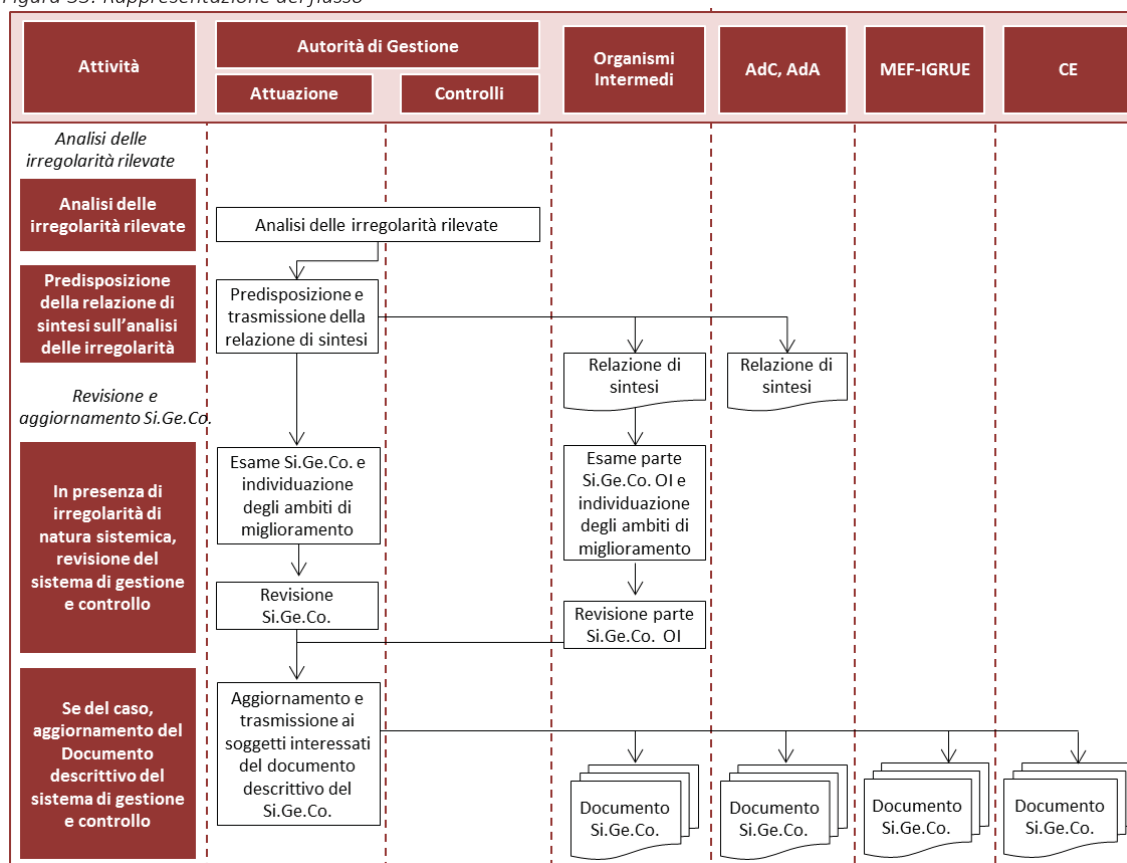 Figura 33: Rappresentazione del flusso
Attività
Autorità di Gestione
Attuazione
Controlli
Organismi
Intermedi
AdC, AdA
MEF-IGRUE
CE
Analisi delle
irregolarità rilevate
Analisi delle
irregolarità rilevate
Analisi delle irregolarità rilevate
Predisposizione
della relazione di
sintesi sull'analisi
delle irregolarità
Predisposizione e
trasmissione della
relazione di sintesi
Relazione di
sintesi
Relazione di
sintesi
Revisione e
aggiornamento Si.Ge.Co.
In presenza di
irregolarità di
natura sistemica,
revisione del
sistema di gestione
e controllo
Esame Si.Ge.Co. e
individuazione
degli ambiti di
miglioramento
Esame parte
Si.Ge.Co. OI e
individuazione
degli ambiti di
miglioramento
Revisione
Si.Ge.Co.
Revisione parte
Si.Ge.Co. OI
Se del caso,
aggiornamento del
Documento
descrittivo del
sistema di gestione
e controllo
Aggiornamento e
trasmissione ai
soggetti interessati
del documento
descrittivo del
Si.Ge.Co.
Documento
Si.Ge.Co.
Documento
Si.Ge.Co.
Documento
Si.Ge.Co.
Documento
Si.Ge.Co.